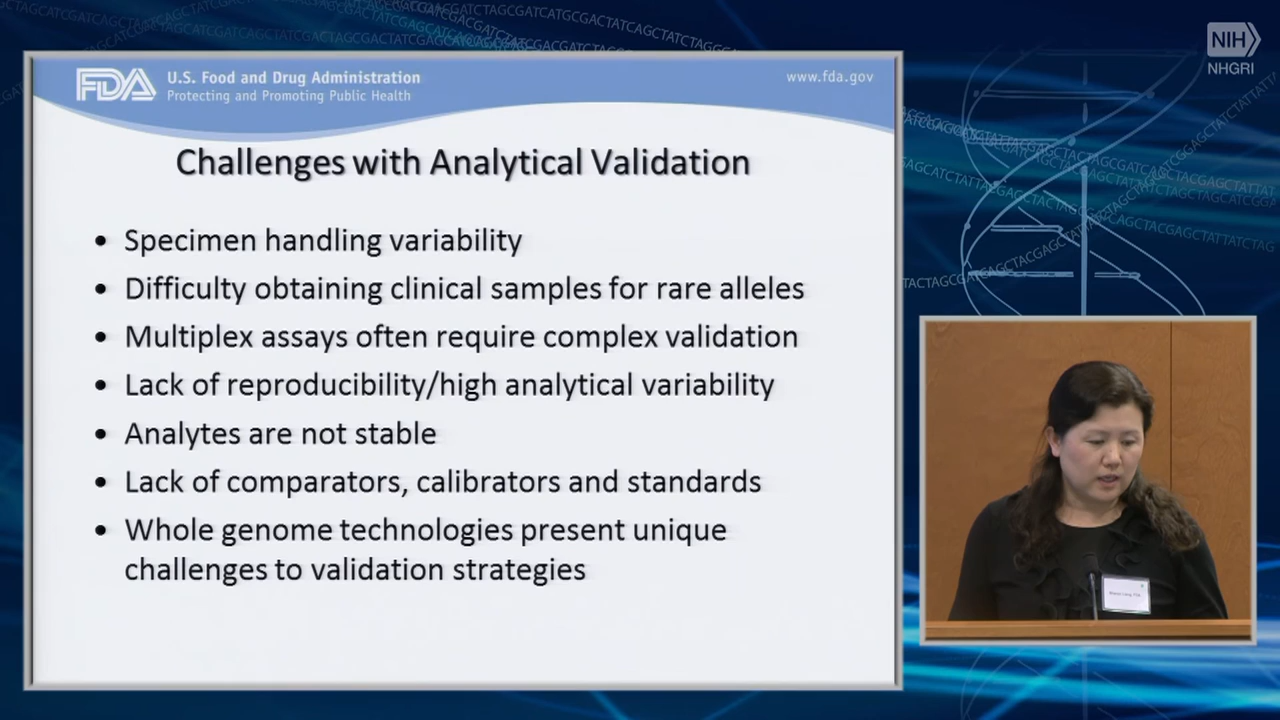 NIH
NHGRI
FDA
U.S. Food and Drug Administration
Protecting and Promoting Public Health
www.fda.gov
Challenges with Analytical Validation
• Specimen handling variability
• Difficulty obtaining clinical samples for rare alleles
• Multiplex assays often require complex validation
• Lack of reproducibility/high analytical variability
• Analytes are not stable
• Lack of comparators, calibrators and standards
• Whole genome technologies present unique
challenges to validation strategies